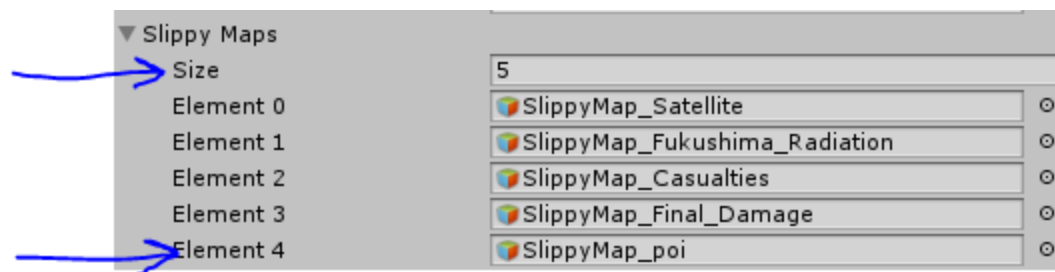 Slippy Maps
Size 5
Element 0 SlippyMap_Satellite
Element 1 SlippyMap_Fukushima_Radiation
Element 2 SlippyMap_Casualties
Element 3 SlippyMap_Final_Damage
Element 4 SlippyMap_poi